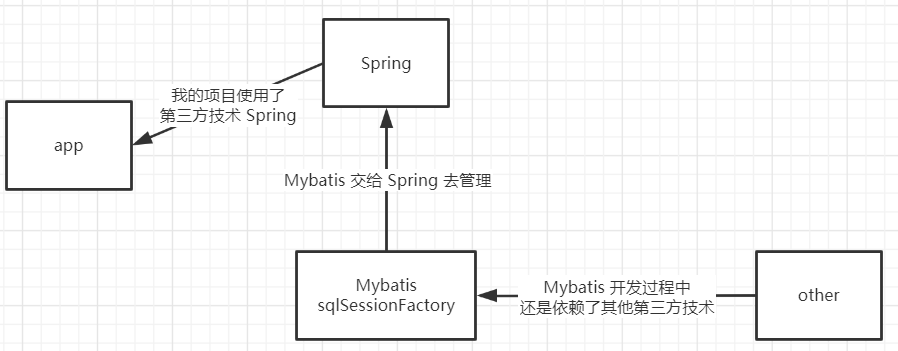 Spring
我的项目使用了
第三方技术 Spring
app
Mybatis 交给 Spring 去管理
Mybatis
sqlSessionFactory
Mybatis 开发过程中
还是依赖了其他第三方技术
other